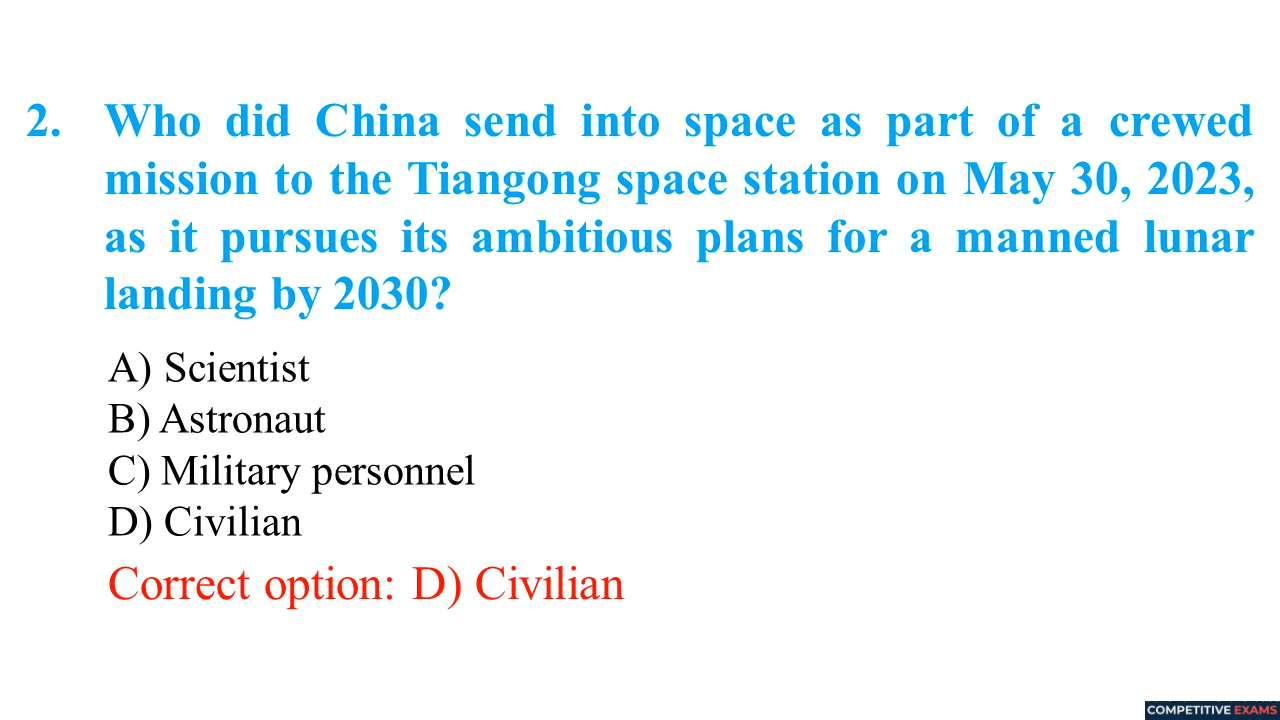 2. Who did China send into space as part of a crewed
mission to the Tiangong space station on May 30, 2023,
as it pursues its ambitious plans for a manned lunar
landing by 2030?
A) Scientist
B) Astronaut
C) Military personnel
D) Civilian
Correct option: D) Civilian
COMPETITIVE EXAMS